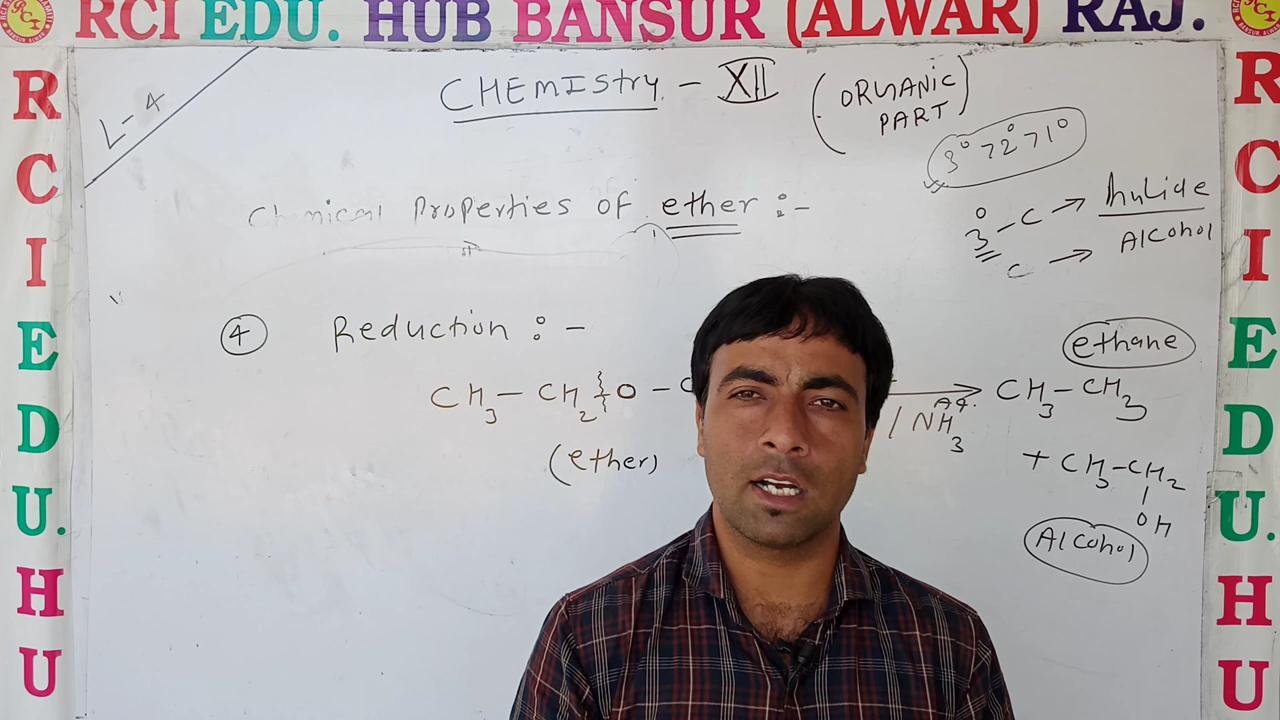 RCI EDU. HUB BANSUR (ALWAR) RAJ.
L-4
CHEMIStry - XII (ORGANIC PART)
3° > 2° > 1°
Chemical Properties of ether :-
3° - C → halide
C → Alcohol
④ Reduction :-
CH3 - CH2 O - C / NH3 Aq. → CH3 - CH3
ethane
(ether)
+ CH3 - CH2
OH
Alcohol
R
C
I
E
D
U.
H
U
R
C
I
E
D
U.
H
U